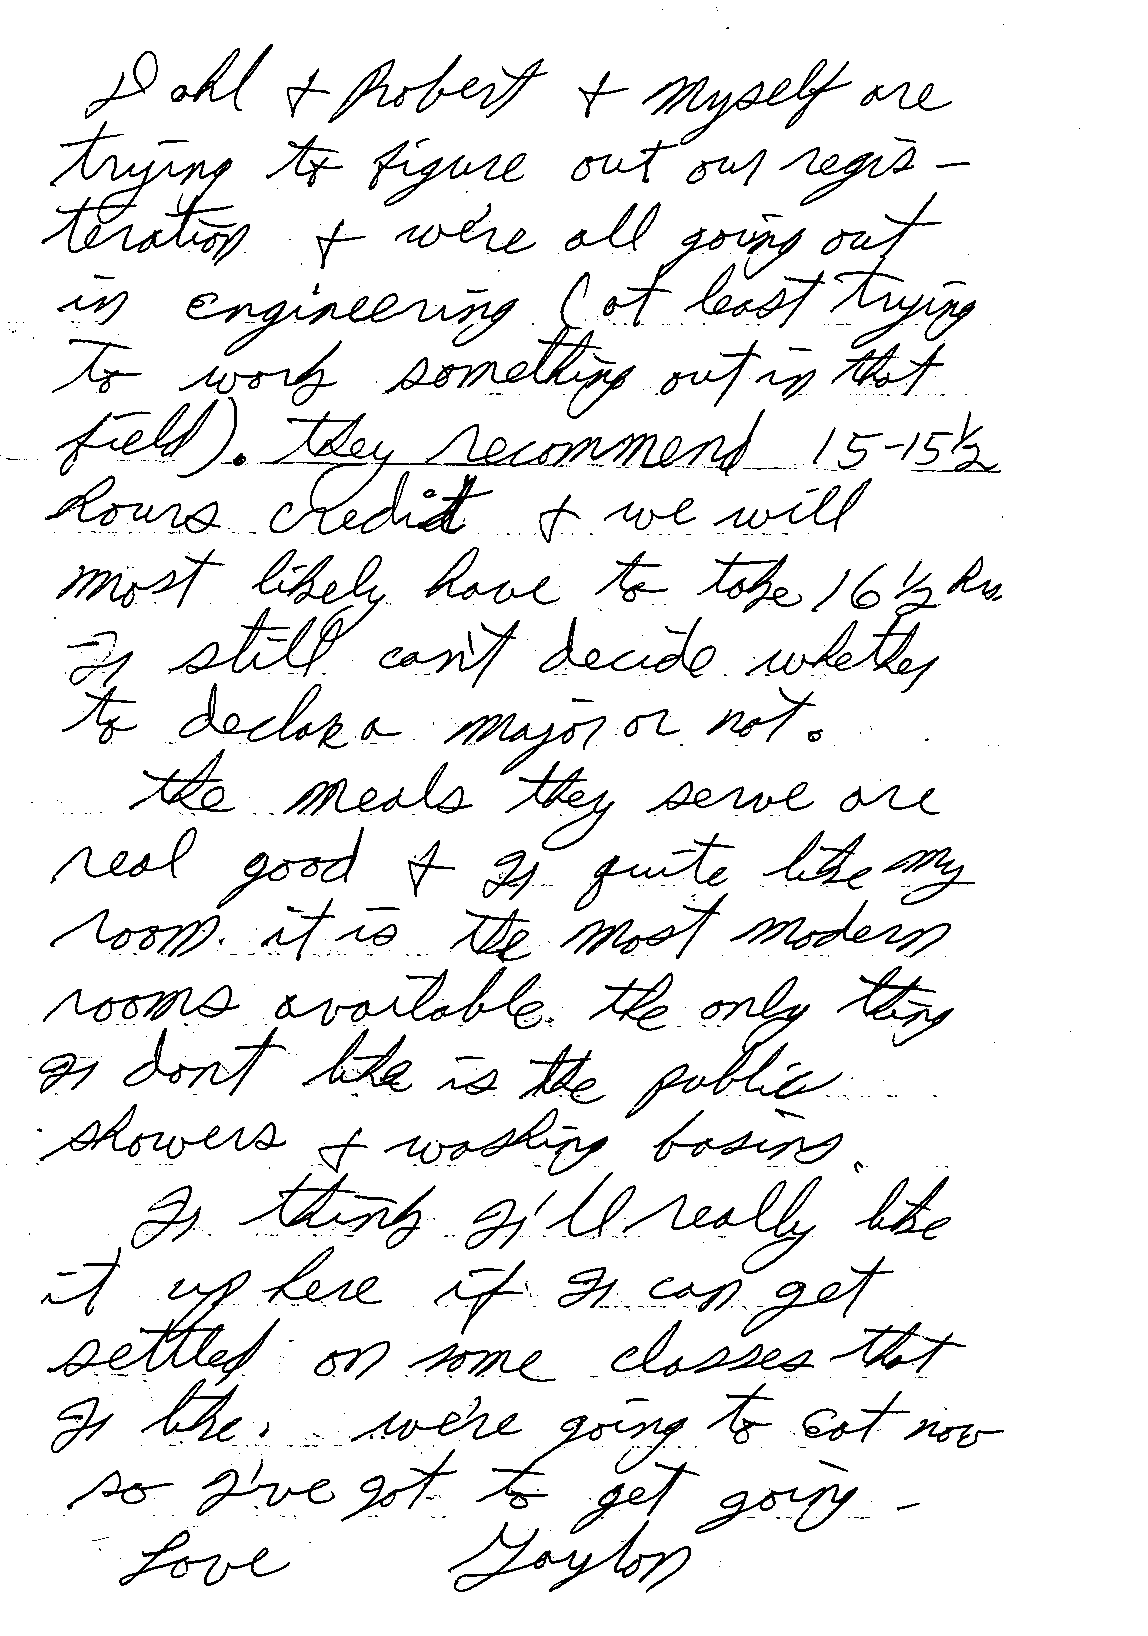 Dahl & Robert & myself are
trying to figure out our regis-
teration & we're all going out
in engineering (at least trying
to work something out in that
field). they recommend 15-15½
hours credit & we will
most likely have to take 16½ hrs.
I still can't decide whether
to declare a major or not.
the meals they serve are
real good & I quite like my
room. it is the most modern
rooms available. the only thing
I dont like is the public
showers & washing basins.
I think I'll really like
it up here if I can get
settled on some classes that
I like. we're going to eat now
so I've got to get going -
Love Gaylon